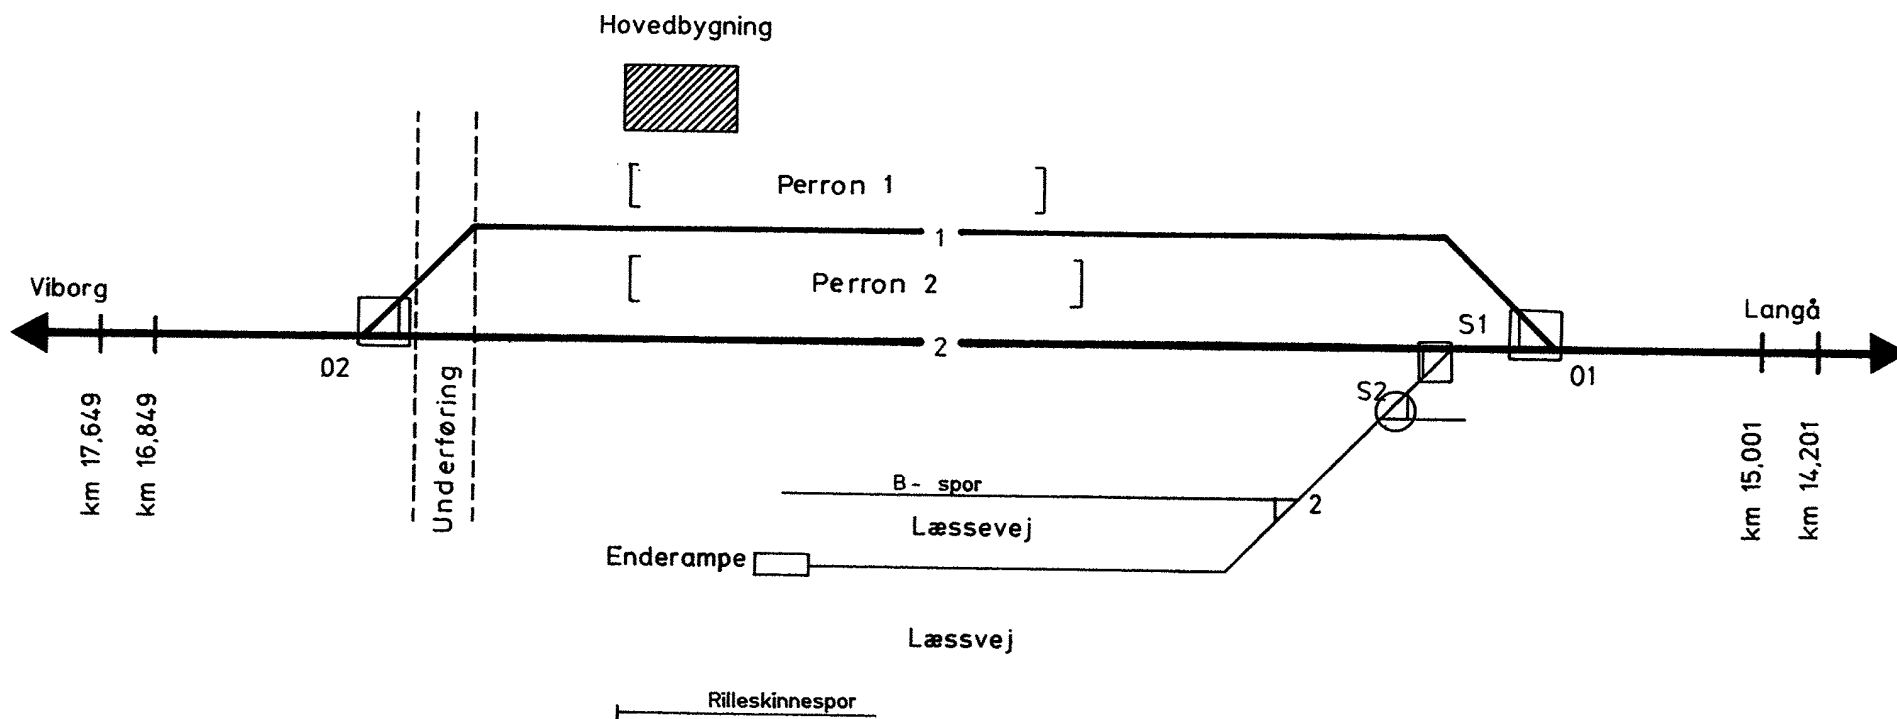 Hovedbygning
Perron 1
1
Perron 2
Viborg
Langå
S1
2
02
01
S2
km 17,649
km 16,849
Underføring
km 15,001
km 14,201
B- spor
2
Læssevej
Enderampe
Læssvej
Rilleskinnespor